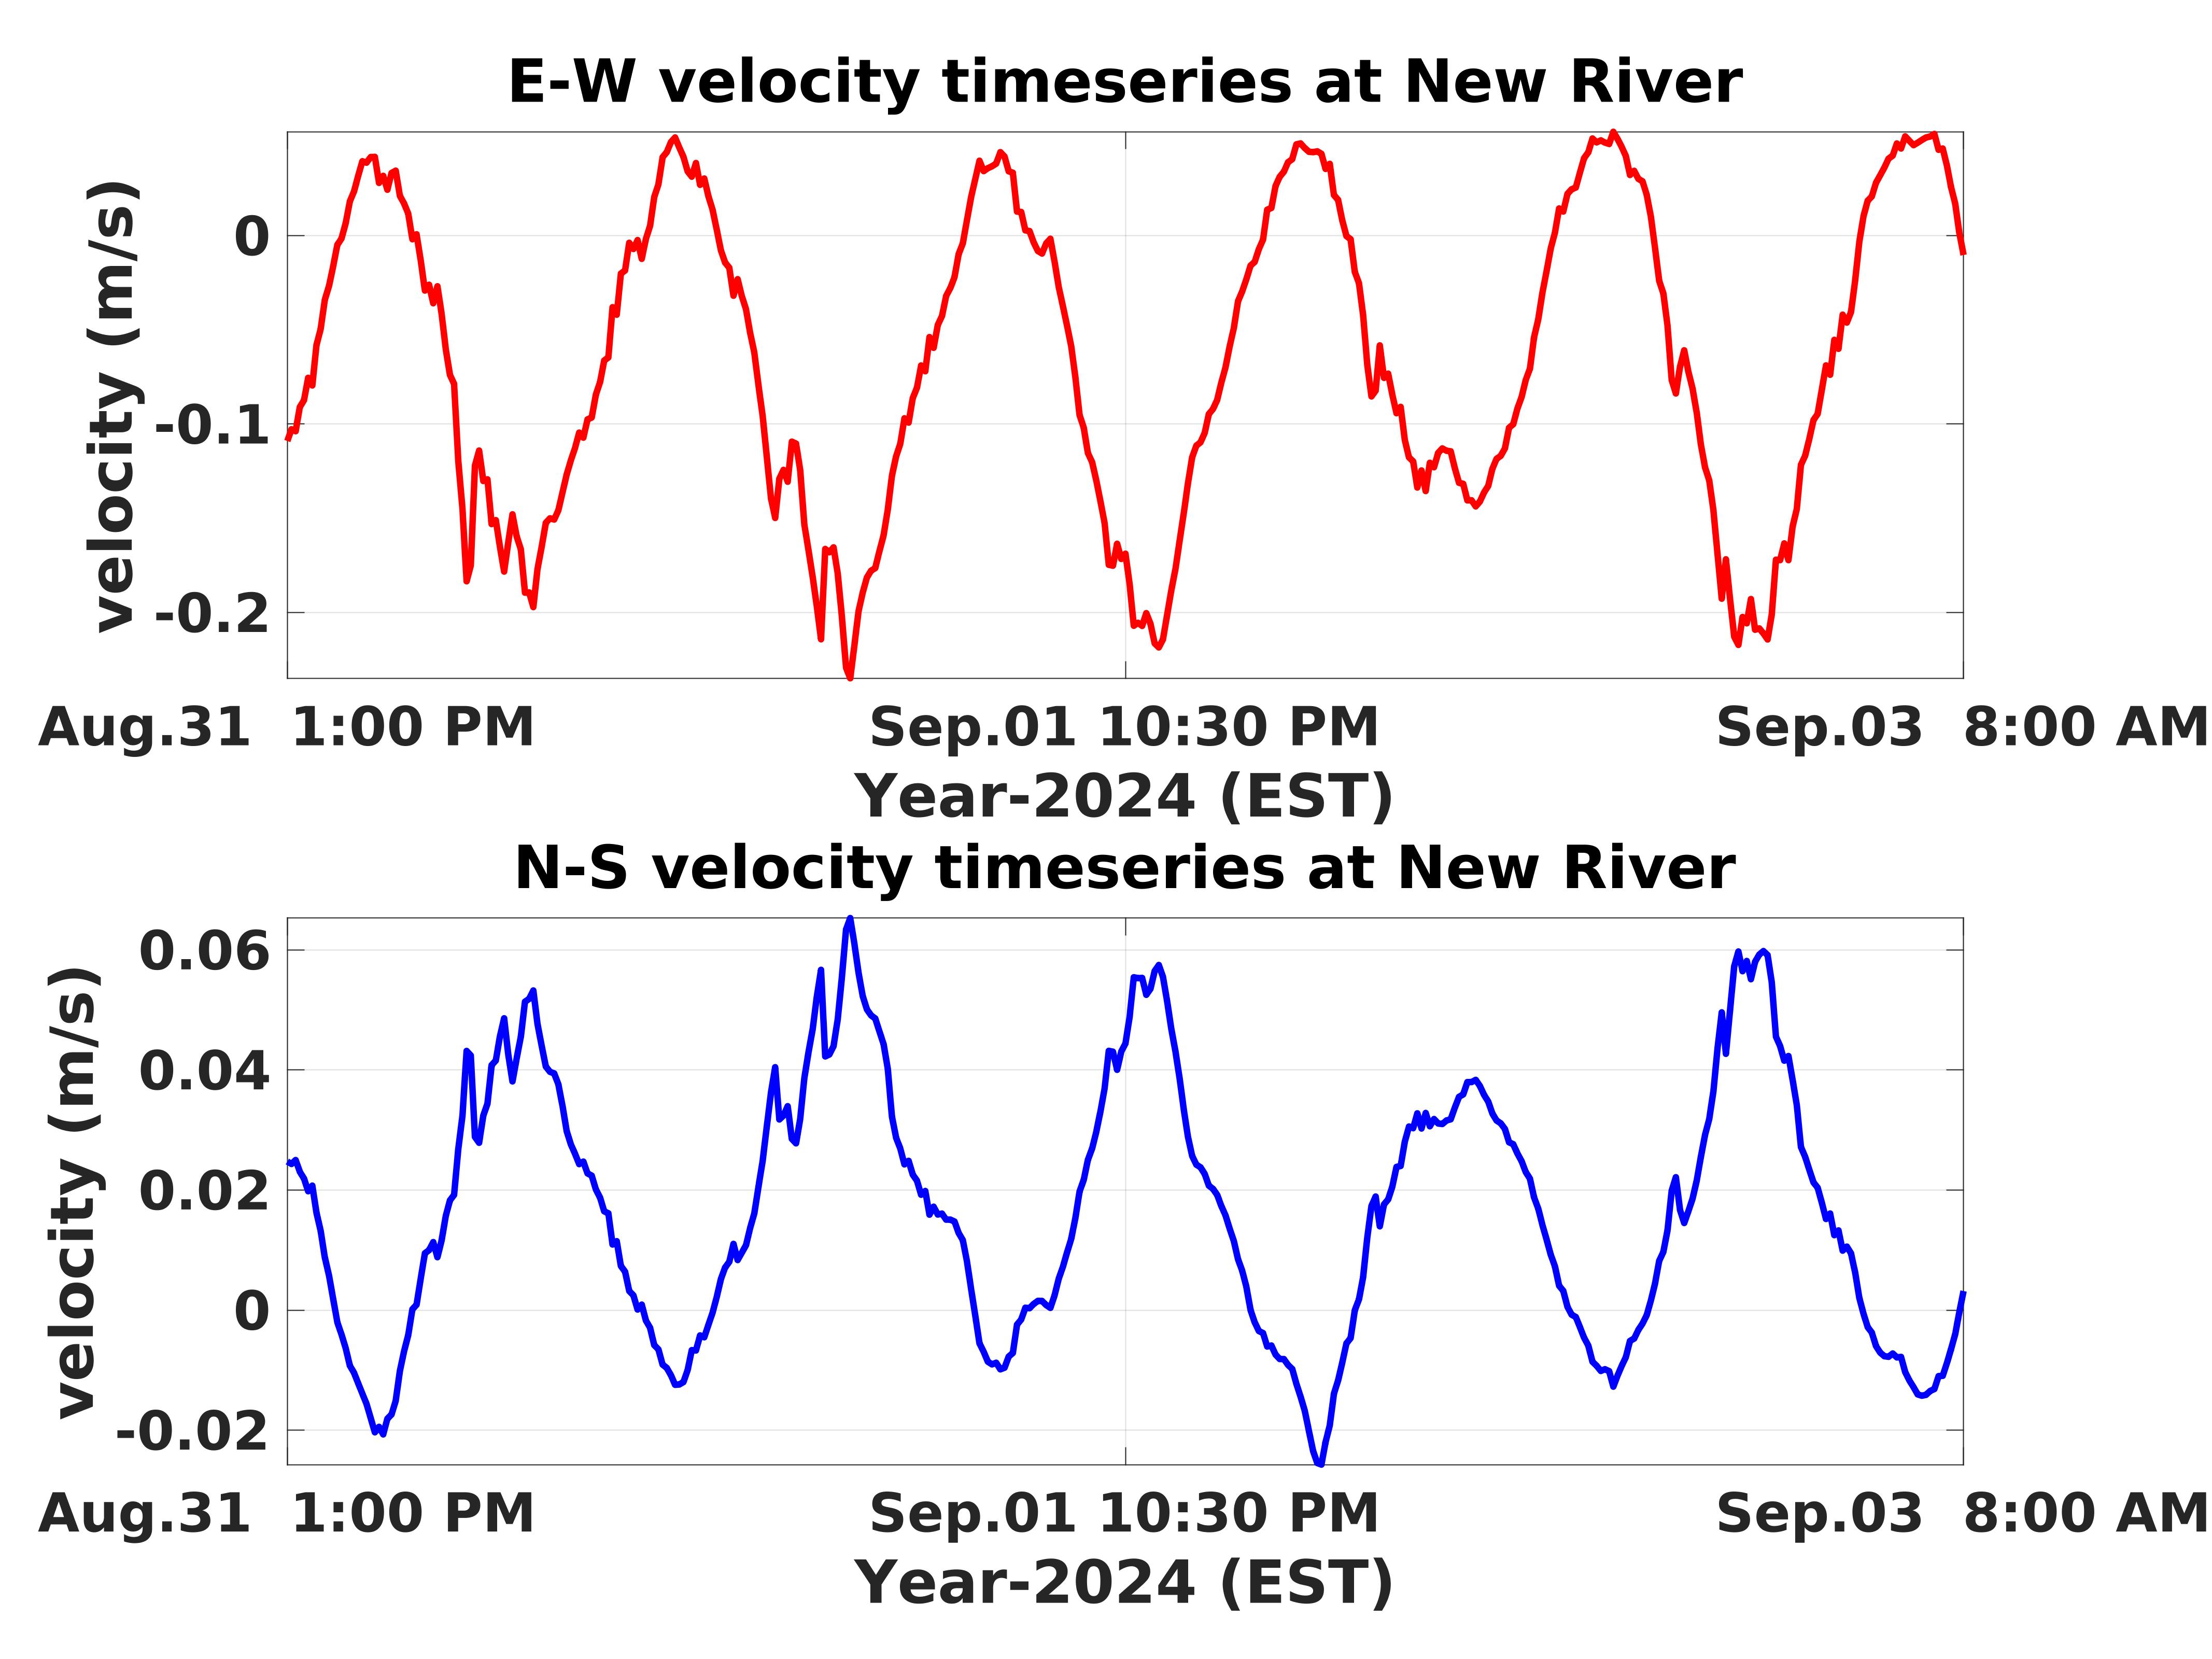 E-W velocity timeseries at New River
velocity (m/s)
0
-0.1
-0.2
Aug.31 1:00 PM
Sep.01 10:30 PM
Sep.03 8:00 AM
Year-2024 (EST)
N-S velocity timeseries at New River
velocity (m/s)
0.06
0.04
0.02
0
-0.02
Aug.31 1:00 PM
Sep.01 10:30 PM
Sep.03 8:00 AM
Year-2024 (EST)